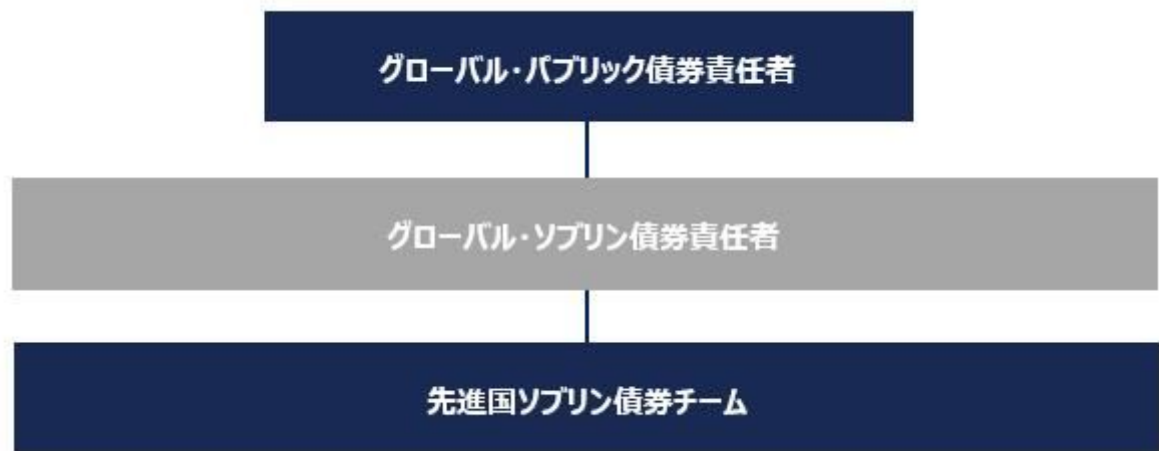 グローバル・パブリック債券責任者
グローバル・ソブリン債券責任者
先進国ソブリン債券チーム